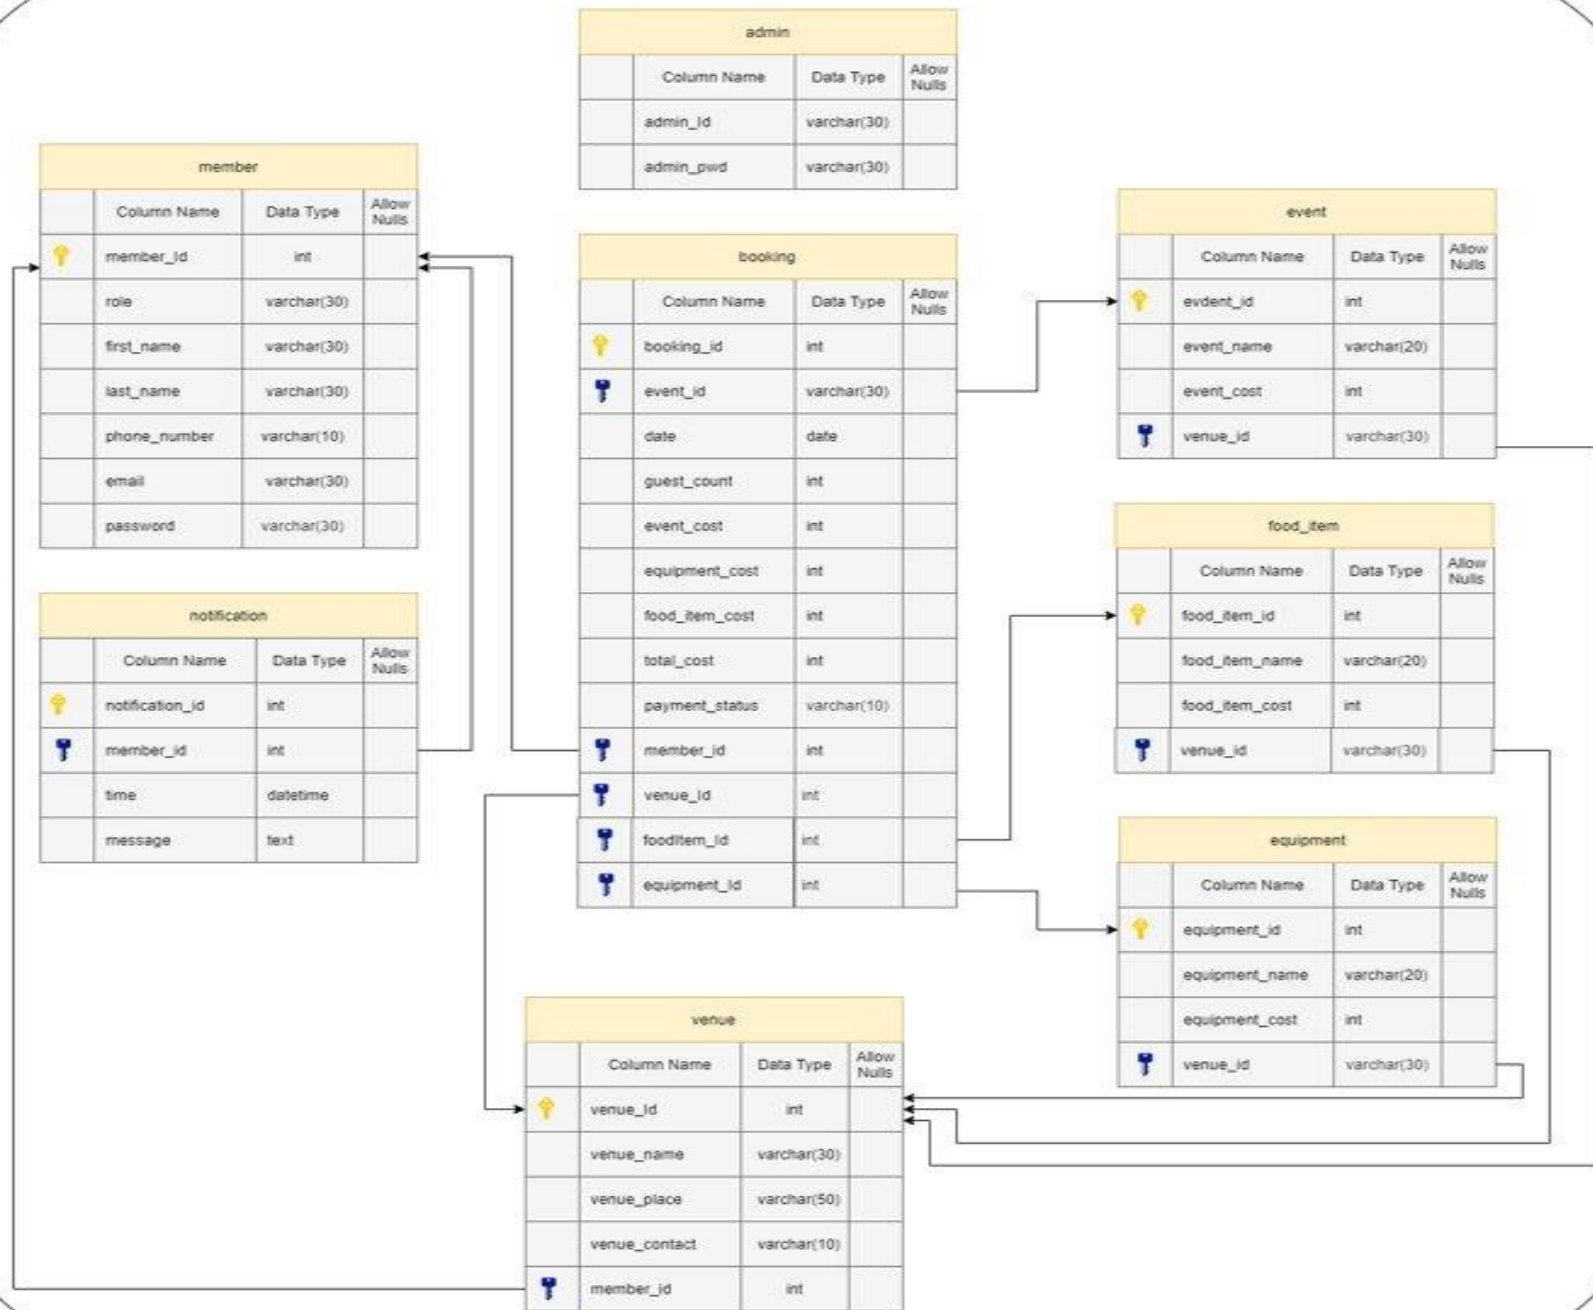 admin
Column Name Data Type Allow Nulls
admin_Id varchar(30)
admin_pwd varchar(30)
member
Column Name Data Type Allow Nulls
member_Id int
role varchar(30)
first_name varchar(30)
last_name varchar(30)
phone_number varchar(10)
email varchar(30)
password varchar(30)
notification
Column Name Data Type Allow Nulls
notification_id int
member_id int
time datetime
message text
booking
Column Name Data Type Allow Nulls
booking_id int
event_id varchar(30)
date date
guest_count int
event_cost int
equipment_cost int
food_item_cost int
total_cost int
payment_status varchar(10)
member_id int
venue_Id int
foodItem_Id int
equipment_Id int
event
Column Name Data Type Allow Nulls
evdent_id int
event_name varchar(20)
event_cost int
venue_id varchar(30)
food_item
Column Name Data Type Allow Nulls
food_item_id int
food_item_name varchar(20)
food_item_cost int
venue_id varchar(30)
equipment
Column Name Data Type Allow Nulls
equipment_id int
equipment_name varchar(20)
equipment_cost int
venue_id varchar(30)
venue
Column Name Data Type Allow Nulls
venue_Id int
venue_name varchar(30)
venue_place varchar(50)
venue_contact varchar(10)
member_id int